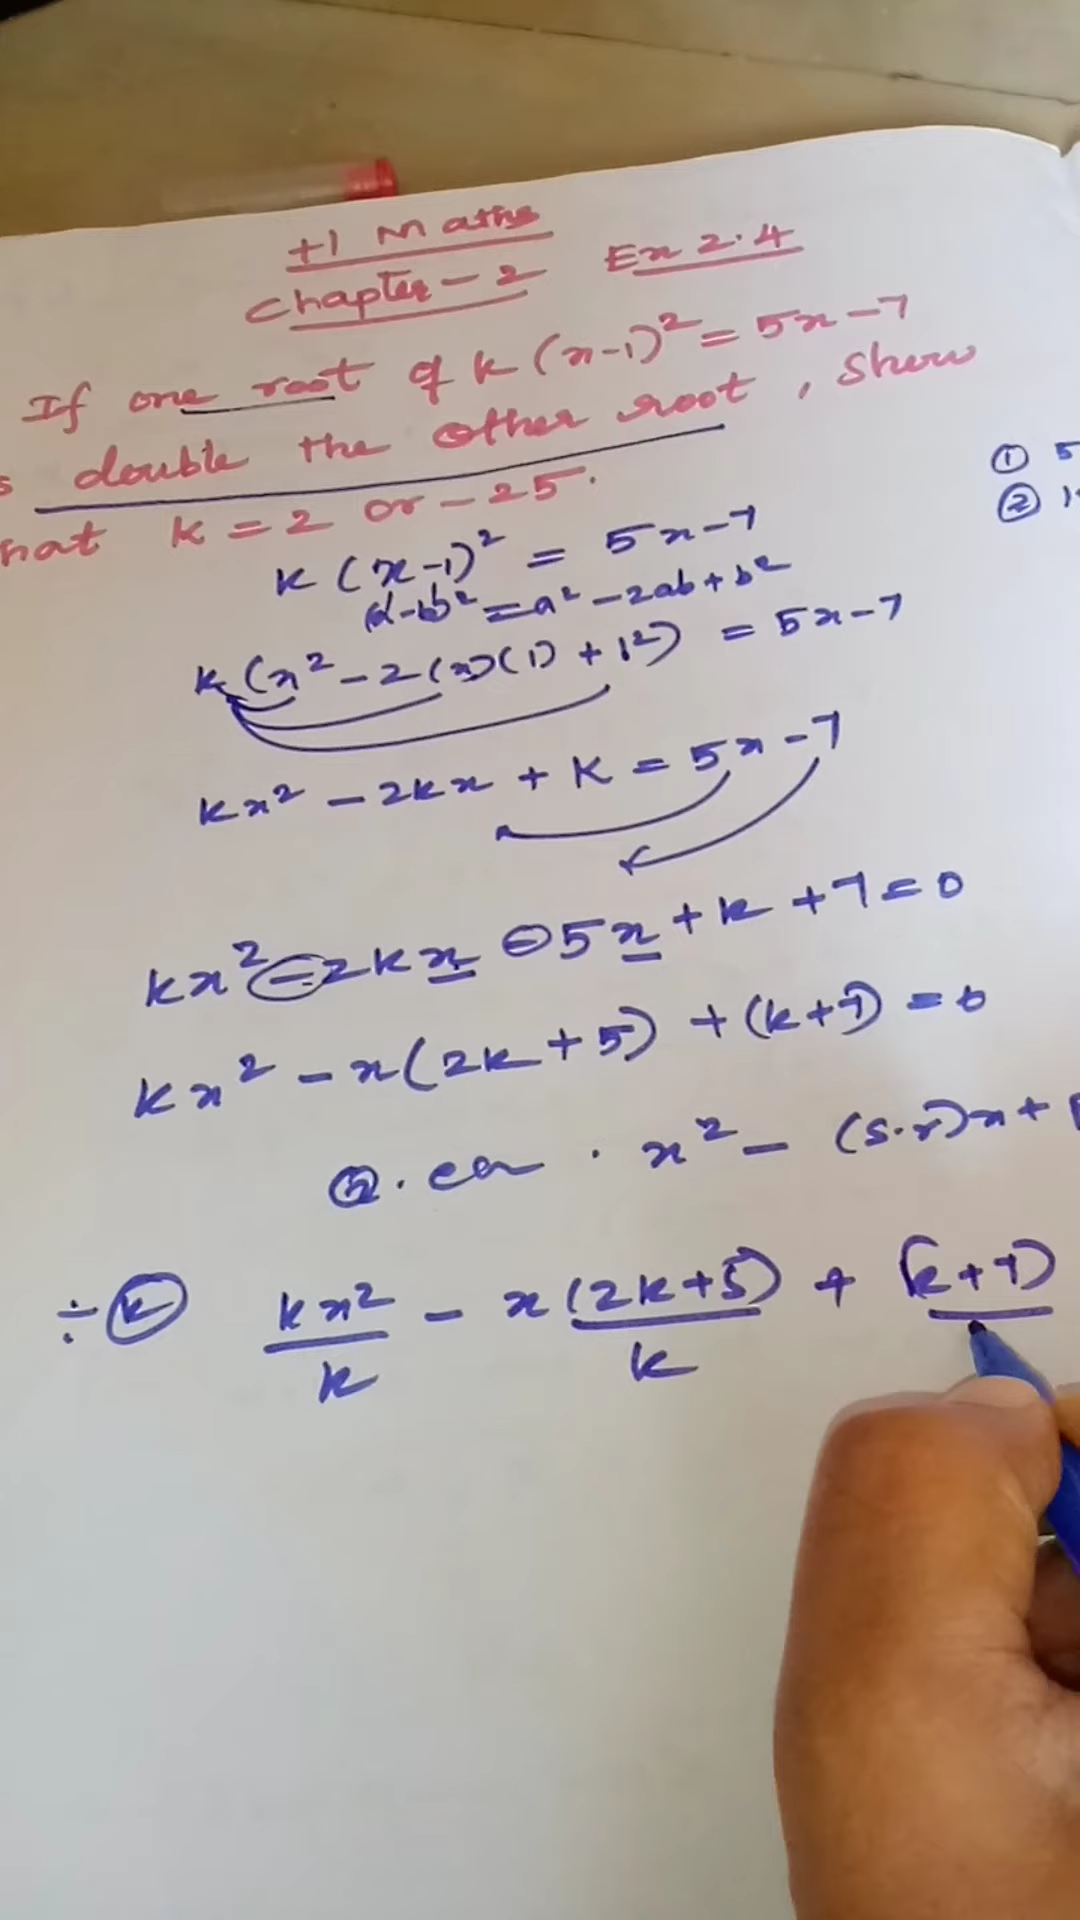 +1 Maths
Chapter - 2 Ex 2.4
If one root of k(x-1)² = 5x-7
s double the other root, show
hat k = 2 or -25.
① 5
②
k(x-1)² = 5x-7
(a-b)² = a² - 2ab + b²
k(x² - 2(x)(1) + 1²) = 5x-7
kx² - 2kx + k = 5x-7
kx² - 2kx - 5x + k + 7 = 0
kx² - x(2k+5) + (k+7) = 0
Q. eqn . x² - (s.r)x + p
÷ k kx²/k - x(2k+5)/k + (k+7)